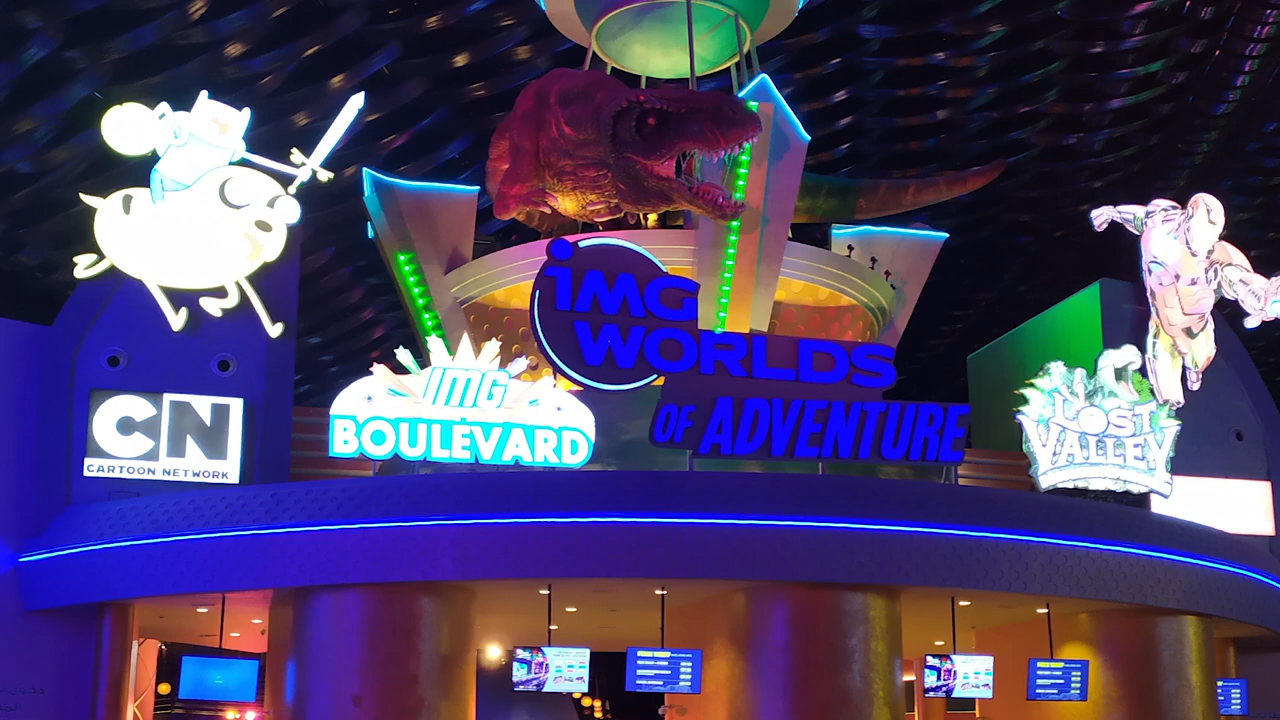 CN
CARTOON NETWORK
IMG
BOULEVARD
iMG
WORLDS
OF ADVENTURE
LOST
VALLEY